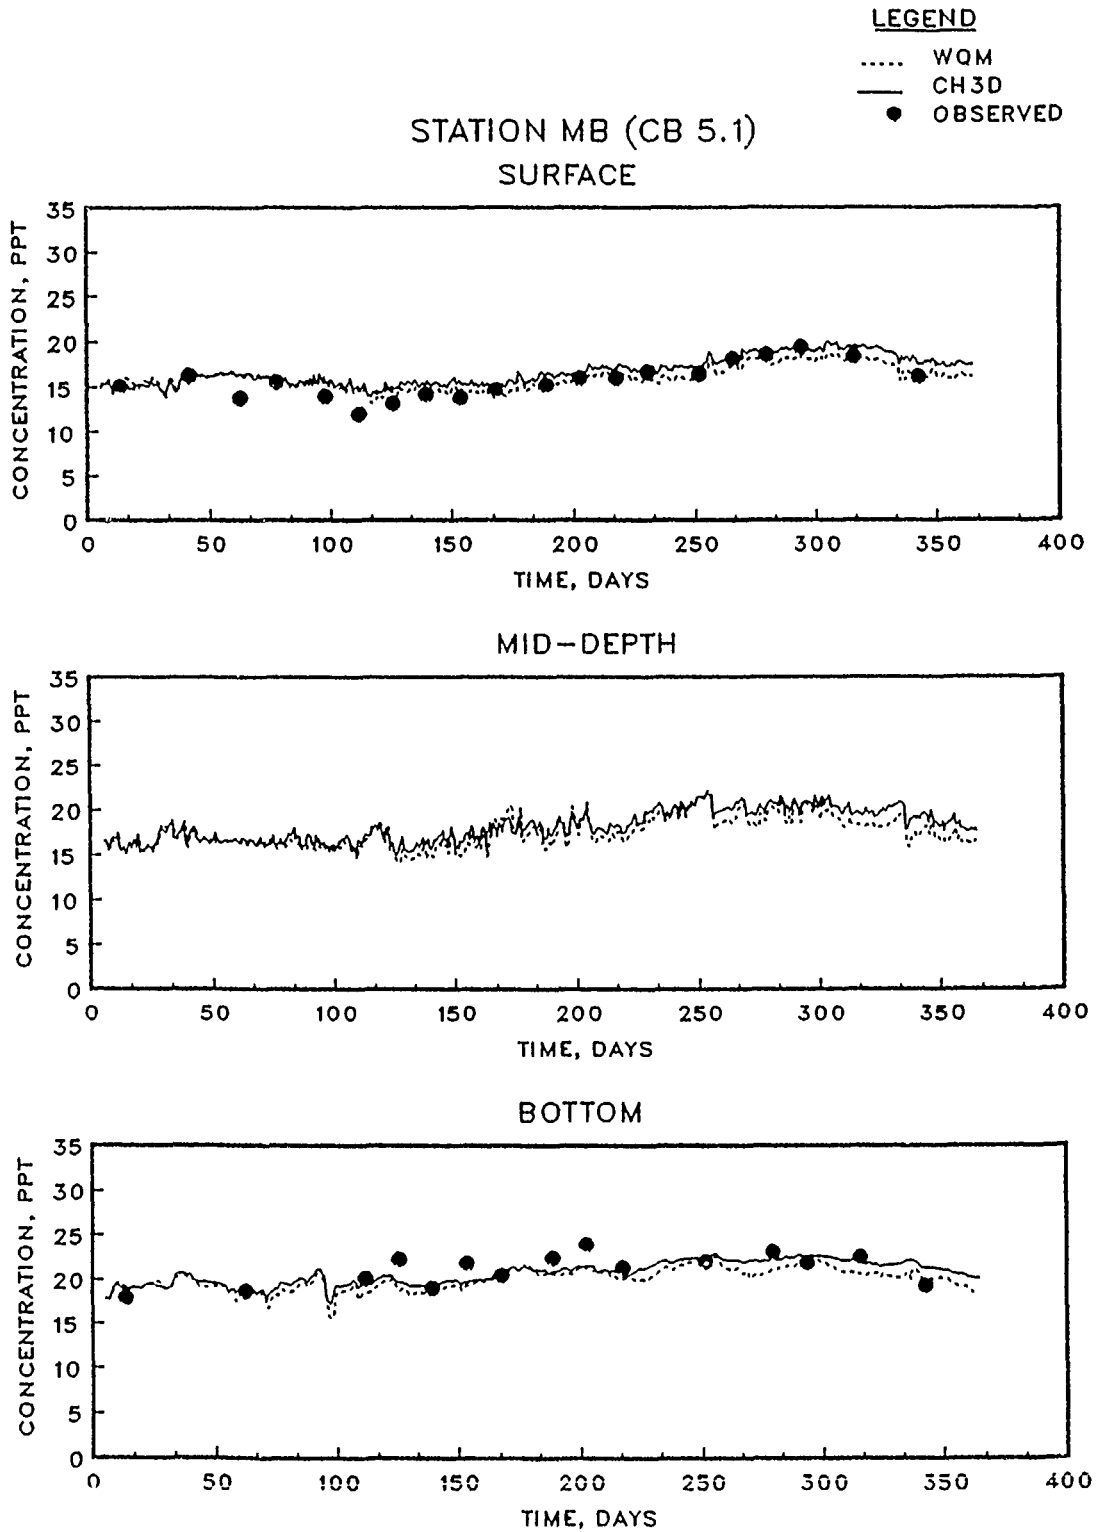 LEGEND
WQM
CH3D
OBSERVED
STATION MB (CB 5.1)
SURFACE
CONCENTRATION, PPT
35
30
25
20
15
10
5
0
0 50 100 150 200 250 300 350 400
TIME, DAYS
MID-DEPTH
CONCENTRATION, PPT
35
30
25
20
15
10
5
0
0 50 100 150 200 250 300 350 400
TIME, DAYS
BOTTOM
CONCENTRATION, PPT
35
30
25
20
15
10
5
0
0 50 100 150 200 250 300 350 400
TIME, DAYS